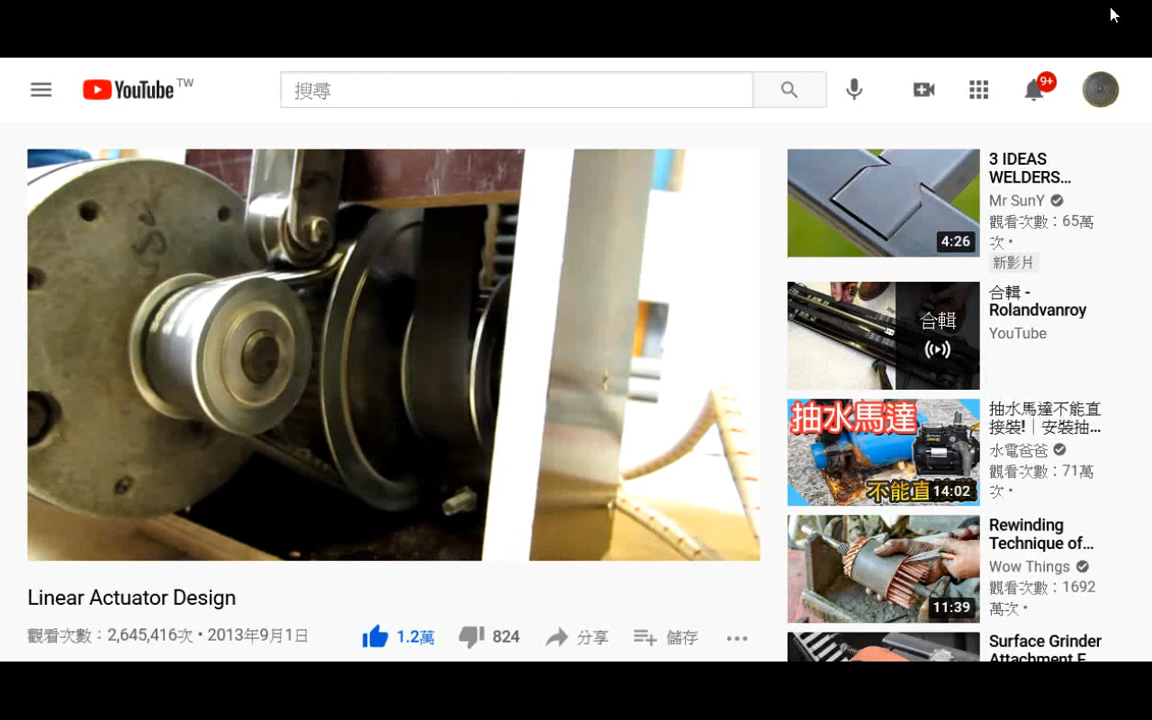 YouTube TW
搜尋
9+
Linear Actuator Design
觀看次數：2,645,416次 • 2013年9月1日
1.2萬
824
分享
儲存
4:26
3 IDEAS
WELDERS...
Mr SunY
觀看次數：65萬
次 •
新影片
合輯
合輯 -
Rolandvanroy
YouTube
抽水馬達
不能直
14:02
抽水馬達不能直
接裝!｜安裝抽...
水電爸爸
觀看次數：71萬
次 •
11:39
Rewinding
Technique of...
Wow Things
觀看次數：1692
萬次 •
Surface Grinder
Attachment F